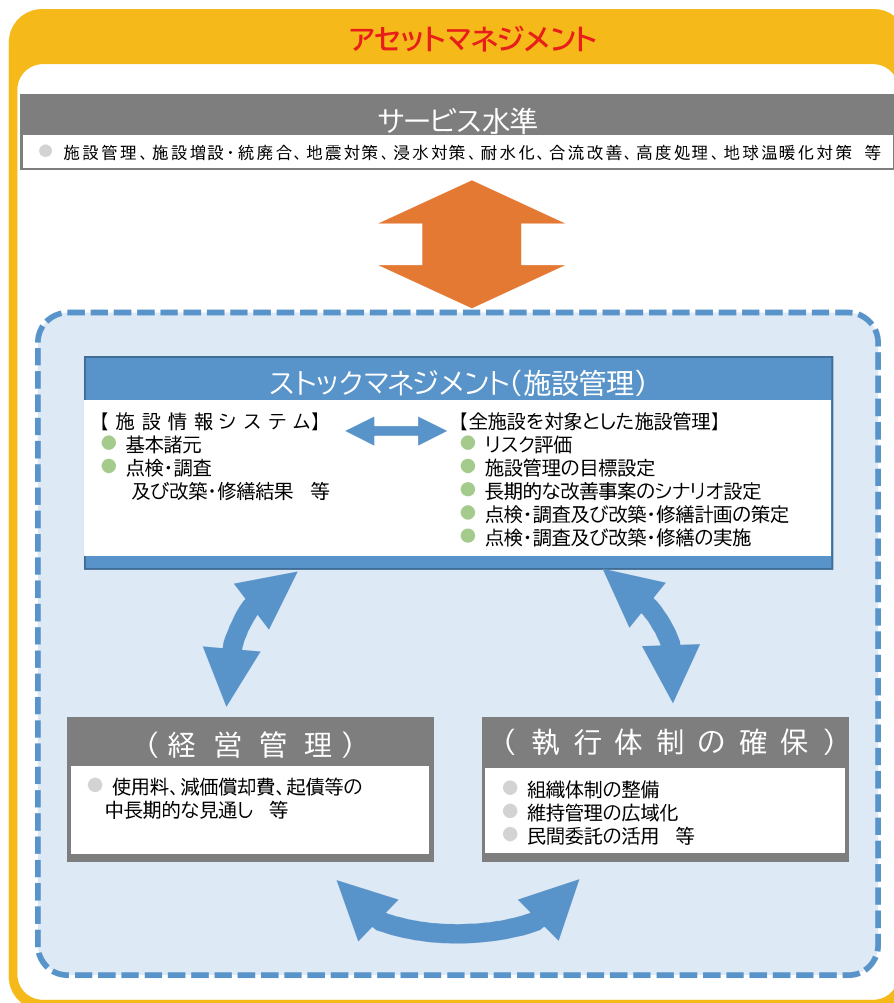 アセットマネジメント
サービス水準
施設管理、施設増設・統廃合、地震対策、浸水対策、耐水化、合流改善、高度処理、地球温暖化対策 等
ストックマネジメント(施設管理)
【施設情報システム】
基本諸元
点検・調査
及び改築・修繕結果 等
【全施設を対象とした施設管理】
リスク評価
施設管理の目標設定
長期的な改善事案のシナリオ設定
点検・調査及び改築・修繕計画の策定
点検・調査及び改築・修繕の実施
(経営管理)
使用料、減価償却費、起債等の
中長期的な見通し 等
(執行体制の確保)
組織体制の整備
維持管理の広域化
民間委託の活用 等